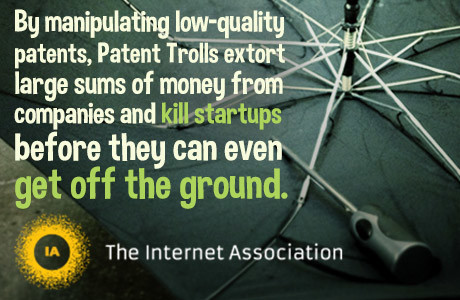 By manipulating low-quality
patents, Patent Trolls extort
large sums of money from
companies and kill startups
before they can even
get off the ground.
IA
The Internet Association